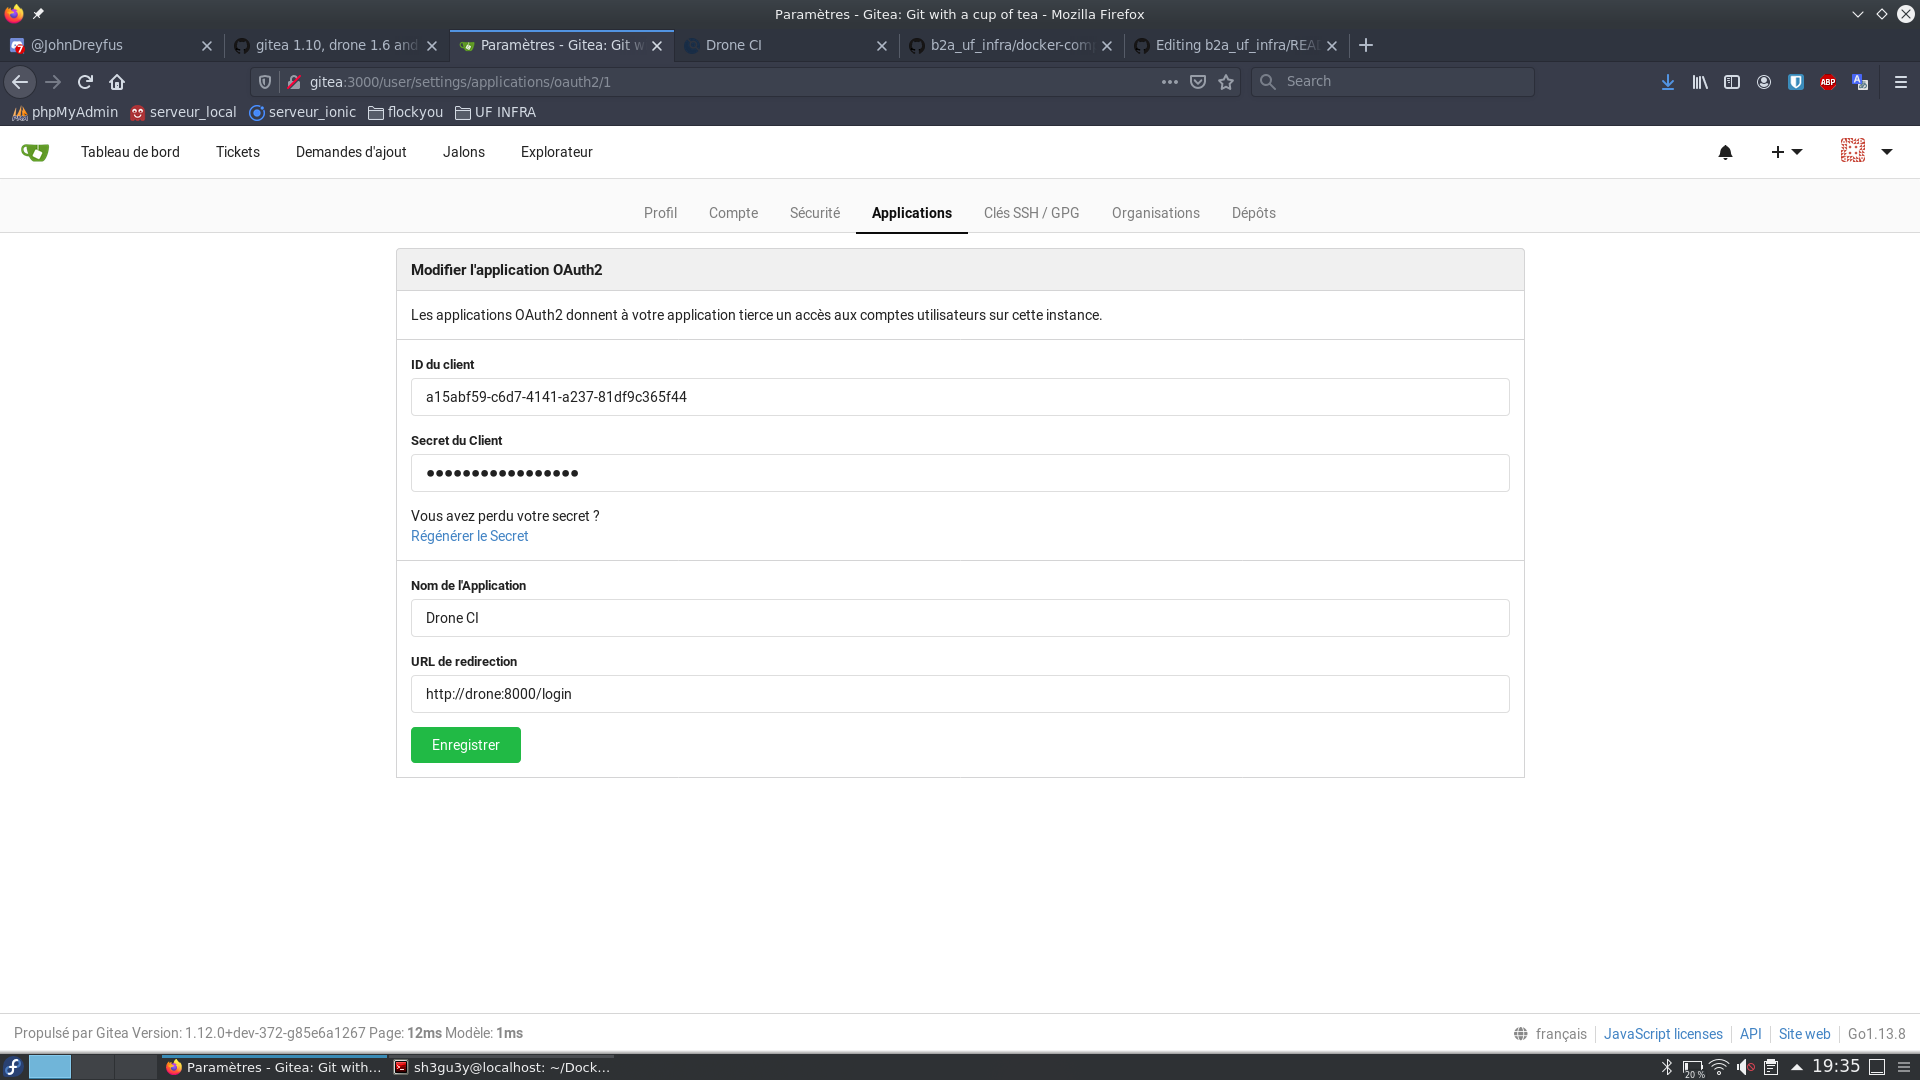 Paramètres - Gitea: Git with a cup of tea - Mozilla Firefox
@JohnDreyfus
gitea 1.10, drone 1.6 and
Paramètres - Gitea: Git w
Drone CI
b2a_uf_infra/docker-com
Editing b2a_uf_infra/REA
gitea:3000/user/settings/applications/oauth2/1
Search
ABP
phpMyAdmin
serveur_local
serveur_ionic
flockyou
UF INFRA
Tableau de bord
Tickets
Demandes d'ajout
Jalons
Explorateur
Profil
Compte
Sécurité
Applications
Clés SSH / GPG
Organisations
Dépôts
Modifier l'application OAuth2
Les applications OAuth2 donnent à votre application tierce un accès aux comptes utilisateurs sur cette instance.
ID du client
a15abf59-c6d7-4141-a237-81df9c365f44
Secret du Client
•••••••••••••••••
Vous avez perdu votre secret ?
Régénérer le Secret
Nom de l'Application
Drone CI
URL de redirection
http://drone:8000/login
Enregistrer
Propulsé par Gitea Version: 1.12.0+dev-372-g85e6a1267 Page: 12ms Modèle: 1ms
français
JavaScript licenses
API
Site web
Go1.13.8
Paramètres - Gitea: Git with...
sh3gu3y@localhost: ~/Dock...
20 %
19:35